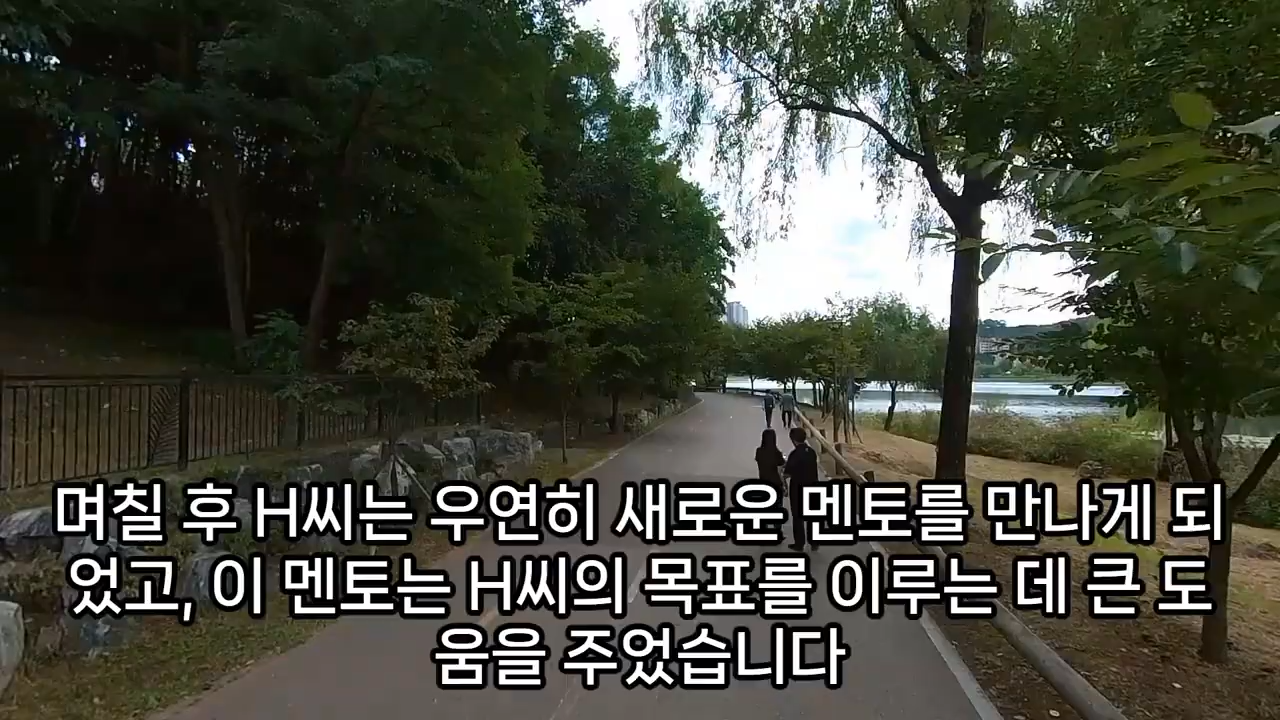 며칠 후 H씨는 우연히 새로운 멘토를 만나게 되
었고, 이 멘토는 H씨의 목표를 이루는 데 큰 도
움을 주었습니다